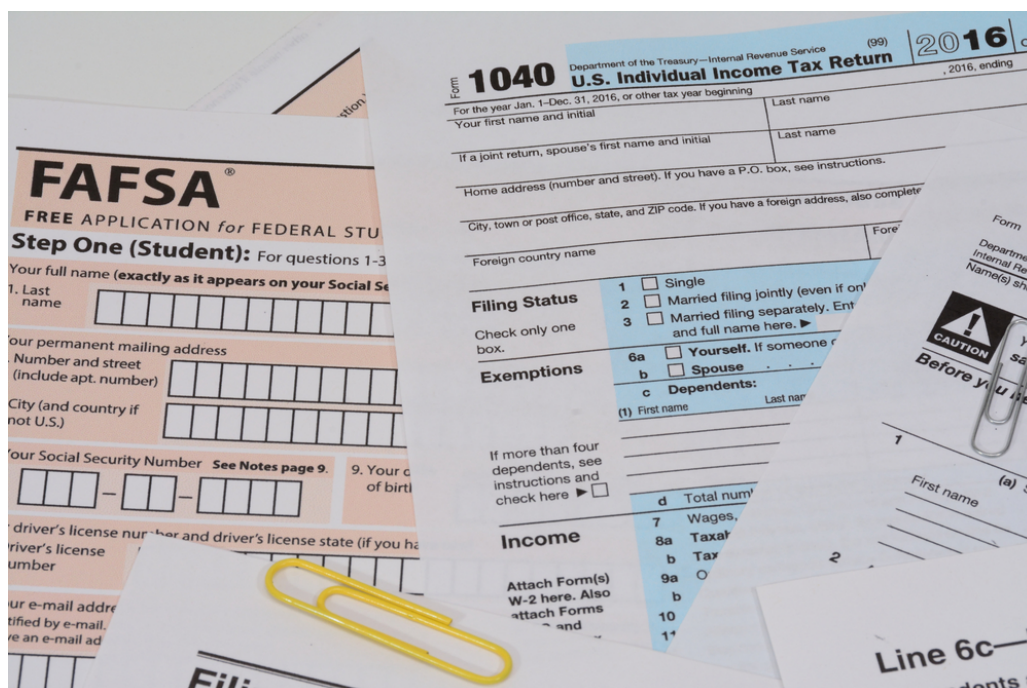 FAFSA®
FREE APPLICATION for FEDERAL STU
Step One (Student): For questions 1-3
Your full name (exactly as it appears on your Social Se
1. Last
name
our permanent mailing address
Number and street
(include apt. number)
City (and country if
not U.S.)
our Social Security Number See Notes page 9.
9. Your
of birt
driver's license number and driver's license state (if you ha
river's license
umber
ur e-mail addre
tified by e-mail.
ve an e-mail ad
Form 1040
Department of the Treasury—Internal Revenue Service (99)
U.S. Individual Income Tax Return
2016
For the year Jan. 1–Dec. 31, 2016, or other tax year beginning , 2016, ending
Your first name and initial Last name
If a joint return, spouse's first name and initial Last name
Home address (number and street). If you have a P.O. box, see instructions.
City, town or post office, state, and ZIP code. If you have a foreign address, also complete
Foreign country name Fore
Filing Status
Check only one
box.
1 Single
2 Married filing jointly (even if onl
3 Married filing separately. Ent
and full name here. ►
Exemptions
6a Yourself. If someone
b Spouse . . .
c Dependents:
(1) First name Last nam
If more than four
dependents, see
instructions and
check here ►
d Total num
Income
7 Wages,
8a Taxa
b Tax
9a O
b
10
11
Attach Form(s)
W-2 here. Also
attach Forms
and
Form
Departme
Internal Re
Name(s) sh
CAUTION
Before you
1
(a)
First name
2
Line 6c—
Fili